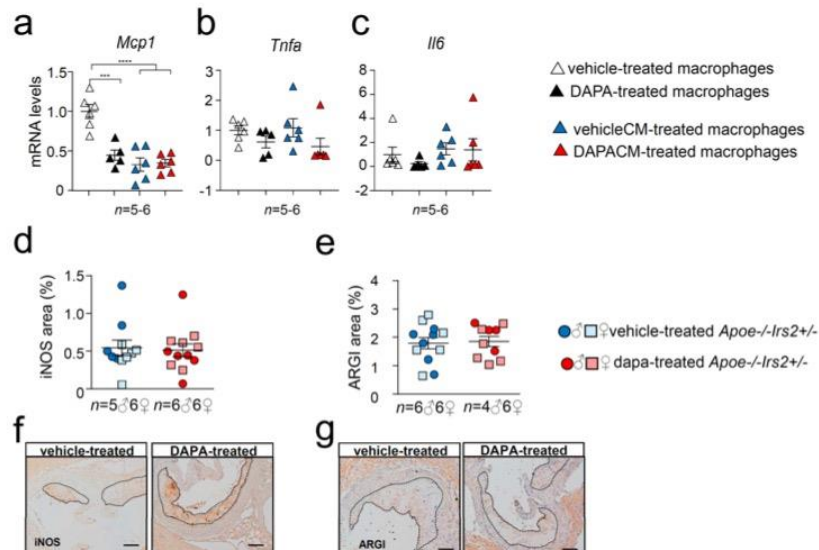 a
Mcp1
mRNA levels
1.5
1.0
0.5
0
***
****
n=5-6
b
Tnfa
3
2
1
0
-1
c
Il6
8
6
4
2
0
-2
n=5-6
△ vehicle-treated macrophages
▲ DAPA-treated macrophages
▲ vehicleCM-treated macrophages
▲ DAPACM-treated macrophages
d
iNOS area (%)
1.5
1.0
0.5
0
n=5♂6♀ n=6♂6♀
e
ARGI area (%)
4
3
2
1
0
n=6♂6♀ n=4♂6♀
♂♀vehicle-treated Apoe-/-Irs2+/-
♂♀ dapa-treated Apoe-/-Irs2+/-
f
vehicle-treated DAPA-treated
iNOS
g
vehicle-treated DAPA-treated
ARGI